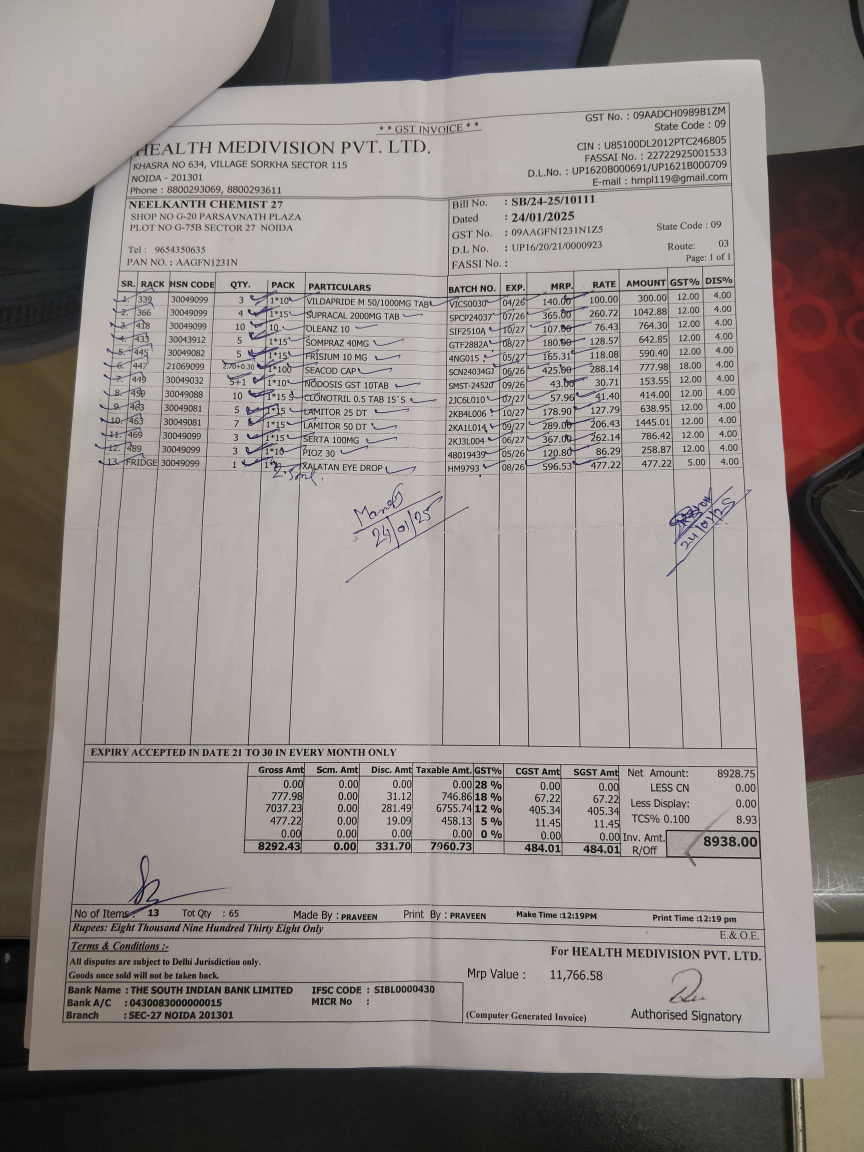 * * GST INVOICE * *
GST No. : 09AADCH0989B1ZM
State Code : 09
HEALTH MEDIVISION PVT. LTD.
KHASRA NO 634, VILLAGE SORKHA SECTOR 115
NOIDA - 201301
Phone : 8800293069, 8800293611
CIN : U85100DL2012PTC246805
FASSAI No. : 22722925001533
D.L.No. : UP1620B000691/UP1621B000709
E-mail : hmpl119@gmail.com
NEELKANTH CHEMIST 27
SHOP NO G-20 PARSAVNATH PLAZA
PLOT NO G-75B SECTOR 27 NOIDA
Tel : 9654350635
PAN NO. : AAGFN1231N
Bill No. : SB/24-25/10111
Dated : 24/01/2025
GST No. : 09AAGFN1231N1Z5 State Code : 09
D.L No. : UP16/20/21/0000923 Route: 03
FASSI No. : Page: 1 of 1
SR. RACK HSN CODE QTY. PACK PARTICULARS BATCH NO. EXP. MRP. RATE AMOUNT GST% DIS%
1. 339 30049099 3 1*10 VILDAPRIDE M 50/1000MG TAB VICS0030 04/26 140.00 100.00 300.00 12.00 4.00
2. 366 30049099 4 1*15 SUPRACAL 2000MG TAB SPCP24037 07/26 365.00 260.72 1042.88 12.00 4.00
3. 418 30049099 10 10 OLEANZ 10 SIF2510A 10/27 107.00 76.43 764.30 12.00 4.00
4. 433 30043912 5 1*15 SOMPRAZ 40MG GTF2882A 08/27 180.00 128.57 642.85 12.00 4.00
5. 445 30049082 5 1*15 FRISIUM 10 MG 4NG015 05/27 165.31 118.08 590.40 12.00 4.00
6. 447 21069099 2.70+0.30 1*100 SEACOD CAP SCN24034G 06/26 425.00 288.14 777.98 18.00 4.00
7. 449 30049032 5+1 1*10 NODOSIS GST 10TAB SMST-24520 09/26 43.00 30.71 153.55 12.00 4.00
8. 459 30049088 10 1*15 S CLONOTRIL 0.5 TAB 15`S 2JC6L010 07/27 57.96 41.40 414.00 12.00 4.00
9. 463 30049081 5 1*15 LAMITOR 25 DT 2KB4L006 10/27 178.90 127.79 638.95 12.00 4.00
10. 463 30049081 7 1*15 LAMITOR 50 DT 2KA1L014 09/27 289.00 206.43 1445.01 12.00 4.00
11. 469 30049099 3 1*15 SERTA 100MG 2KJ3L004 06/27 367.00 262.14 786.42 12.00 4.00
12. 489 30049099 3 1*10 PIOZ 30 48019439 05/26 120.80 86.29 258.87 12.00 4.00
13. FRIDGE 30049099 1 XALATAN EYE DROP HM9793 08/26 596.53 477.22 477.22 5.00 4.00
2.5ml
24/01/25
24/01/25
EXPIRY ACCEPTED IN DATE 21 TO 30 IN EVERY MONTH ONLY
Gross Amt Scm. Amt Disc. Amt Taxable Amt. GST% CGST Amt SGST Amt
0.00 0.00 0.00 0.00 28 % 0.00 0.00
777.98 0.00 31.12 746.86 18 % 67.22 67.22
7037.23 0.00 281.49 6755.74 12 % 405.34 405.34
477.22 0.00 19.09 458.13 5 % 11.45 11.45
0.00 0.00 0.00 0.00 0 % 0.00 0.00
8292.43 0.00 331.70 7960.73 484.01 484.01
Net Amount: 8928.75
LESS CN 0.00
Less Display: 0.00
TCS% 0.100 8.93
Inv. Amt. R/Off 8938.00
No of Items : 13 Tot Qty : 65 Made By : PRAVEEN Print By : PRAVEEN Make Time :12:19PM Print Time :12:19 pm
Rupees: Eight Thousand Nine Hundred Thirty Eight Only
E.&O.E.
Terms & Conditions :-
All disputes are subject to Delhi Jurisdiction only.
Goods once sold will not be taken back.
For HEALTH MEDIVISION PVT. LTD.
Mrp Value : 11,766.58
Bank Name : THE SOUTH INDIAN BANK LIMITED IFSC CODE : SIBL0000430
Bank A/C : 0430083000000015 MICR No :
Branch : SEC-27 NOIDA 201301
(Computer Generated Invoice)
Authorised Signatory